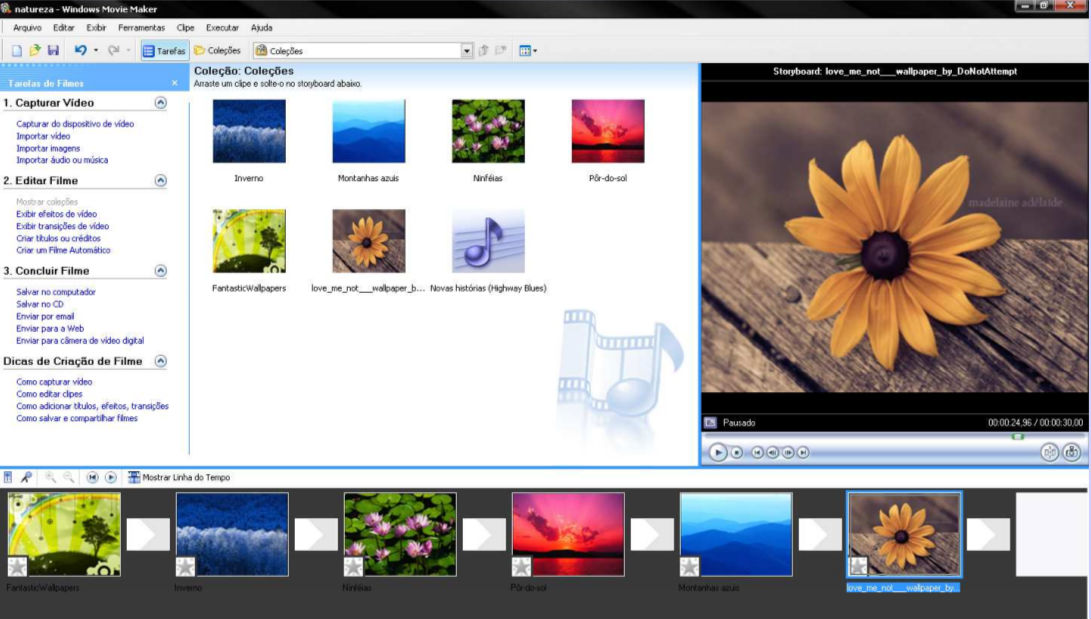 natureza - Windows Movie Maker
Arquivo Editar Exibir Ferramentas Clipe Executar Ajuda
Tarefas Coleções Coleções
Tarefas de Filmes
1. Capturar Vídeo
Capturar do dispositivo de vídeo
Importar vídeo
Importar imagens
Importar áudio ou música
2. Editar Filme
Mostrar coleções
Exibir efeitos de vídeo
Exibir transições de vídeo
Criar títulos ou créditos
Criar um Filme Automático
3. Concluir Filme
Salvar no computador
Salvar no CD
Enviar por email
Enviar para a Web
Enviar para câmera de vídeo digital
Dicas de Criação de Filme
Como capturar vídeo
Como editar clipes
Como adicionar títulos, efeitos, transições
Como salvar e compartilhar filmes
Coleção: Coleções
Arraste um clipe e solte-o no storyboard abaixo.
Inverno Montanhas azuis Ninféias Pôr-do-sol
FantasticWallpapers love_me_not___wallpaper_b... Novas histórias (Highway Blues)
Storyboard: love_me_not___wallpaper_by_DoNotAttempt
madelaine adélaïde
Pausado 00:00:24,96 / 00:00:30,00
Mostrar Linha do Tempo
FantasticWallpapers Inverno Ninféias Pôr-do-sol Montanhas azuis love_me_not___wallpaper_by...